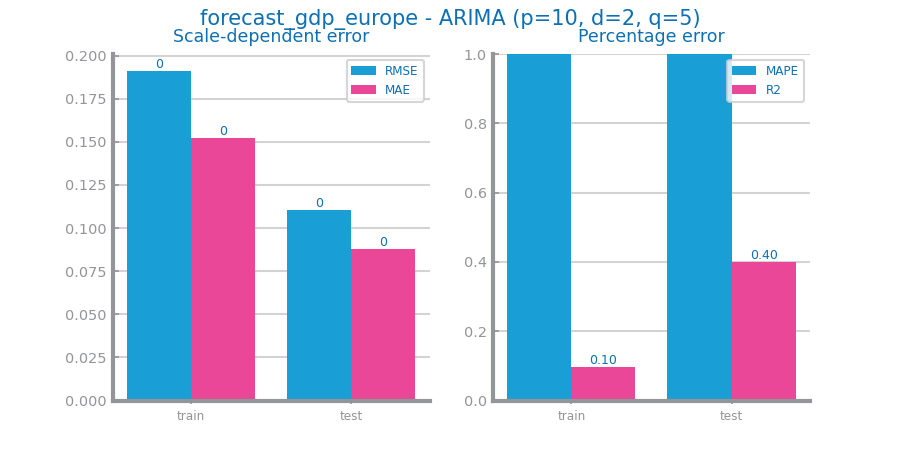 forecast_gdp_europe - ARIMA (p=10, d=2, q=5)
Scale-dependent error
0.200
0.175
0.150
0.125
0.100
0.075
0.050
0.025
0.000
0
0
0
0
RMSE
MAE
train
test
Percentage error
1.0
0.8
0.6
0.4
0.2
0.0
0.10
0.40
MAPE
R2
train
test